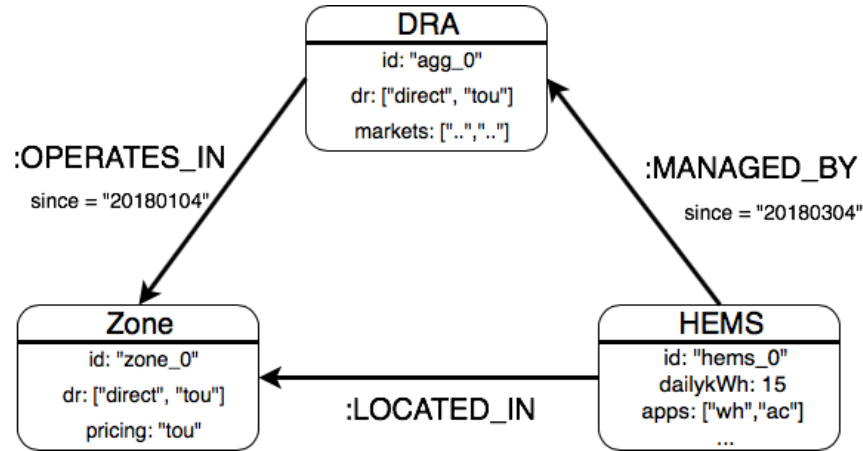 DRA
id: "agg_0"
dr: ["direct", "tou"]
markets: ["..",".."]
:OPERATES_IN
since = "20180104"
:MANAGED_BY
since = "20180304"
Zone
id: "zone_0"
dr: ["direct", "tou"]
pricing: "tou"
:LOCATED_IN
HEMS
id: "hems_0"
dailykWh: 15
apps: ["wh","ac"]
...